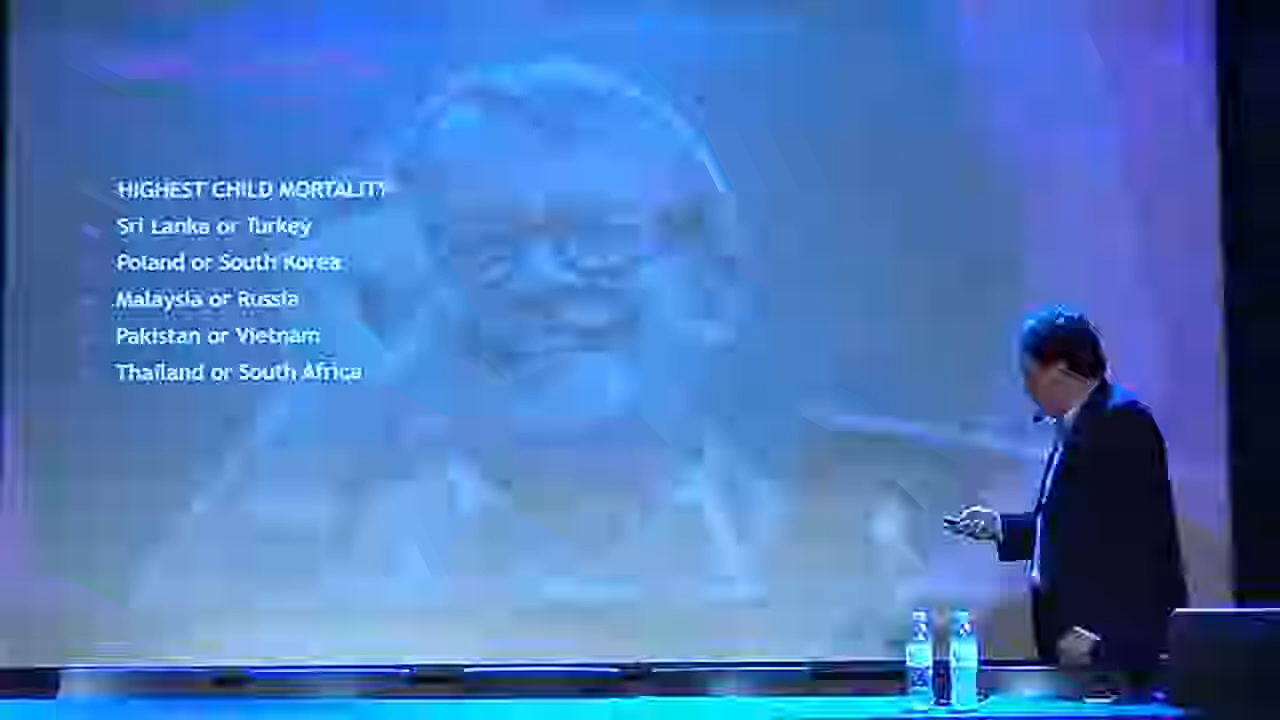 HIGHEST CHILD MORTALITY
Sri Lanka or Turkey
Poland or South Korea
Malaysia or Russia
Pakistan or Vietnam
Thailand or South Africa